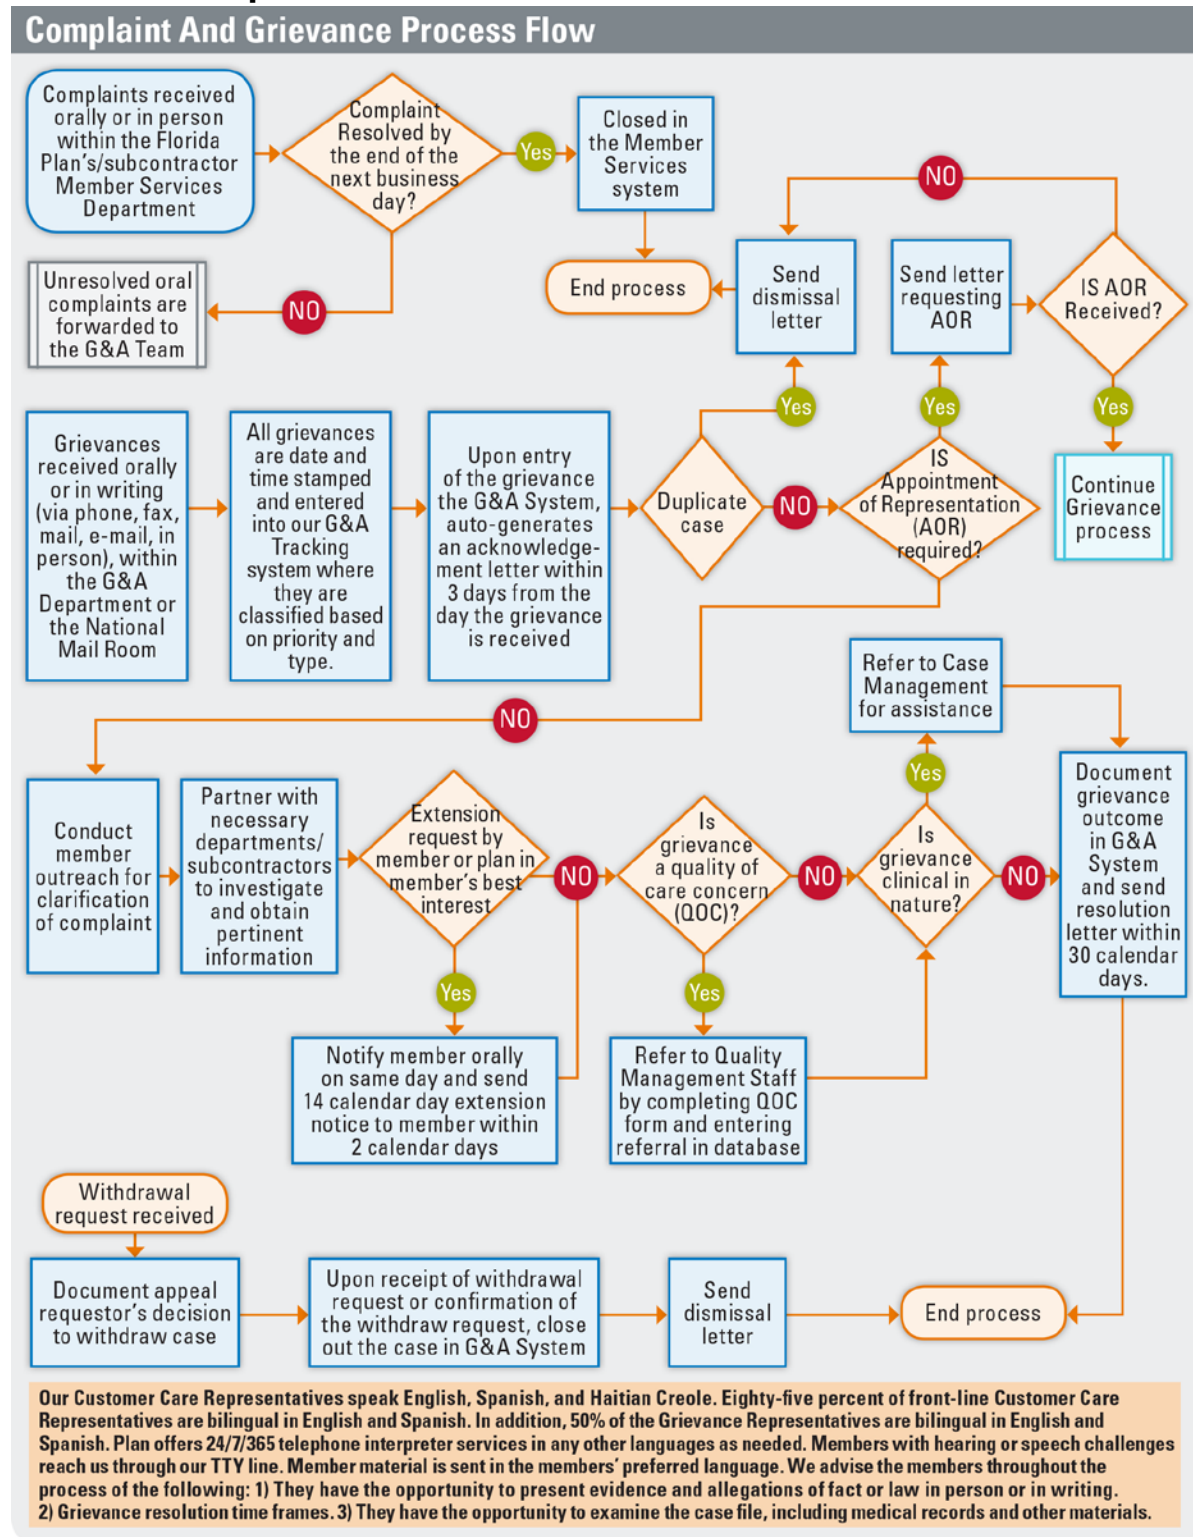 Complaint And Grievance Process Flow
Complaints received
orally or in person
within the Florida
Plan's/subcontractor
Member Services
Department
Complaint
Resolved by
the end of the
next business
day?
Yes
Closed in
the Member
Services
system
NO
Unresolved oral
complaints are
forwarded to
the G&A Team
NO
End process
Send
dismissal
letter
Send letter
requesting
AOR
IS AOR
Received?
Yes
Yes
Yes
Grievances
received orally
or in writing
(via phone, fax,
mail, e-mail, in
person), within
the G&A
Department or
the National
Mail Room
All grievances
are date and
time stamped
and entered
into our G&A
Tracking
system where
they are
classified based
on priority and
type.
Upon entry
of the grievance
the G&A System,
auto-generates
an acknowledge-
ment letter within
3 days from the
day the grievance
is received
Duplicate
case
NO
IS
Appointment
of Representation
(AOR)
required?
Continue
Grievance
process
NO
Refer to Case
Management
for assistance
Yes
Conduct
member
outreach for
clarification
of complaint
Partner with
necessary
departments/
subcontractors
to investigate
and obtain
pertinent
information
Extension
request by
member or plan in
member's best
interest
NO
Is
grievance
a quality of
care concern
(QOC)?
NO
Is
grievance
clinical in
nature?
NO
Document
grievance
outcome
in G&A
System
and send
resolution
letter within
30 calendar
days.
Yes
Yes
Notify member orally
on same day and send
14 calendar day extension
notice to member within
2 calendar days
Refer to Quality
Management Staff
by completing QOC
form and entering
referral in database
Withdrawal
request received
Document appeal
requestor's decision
to withdraw case
Upon receipt of withdrawal
request or confirmation of
the withdraw request, close
out the case in G&A System
Send
dismissal
letter
End process
Our Customer Care Representatives speak English, Spanish, and Haitian Creole. Eighty-five percent of front-line Customer Care
Representatives are bilingual in English and Spanish. In addition, 50% of the Grievance Representatives are bilingual in English and
Spanish. Plan offers 24/7/365 telephone interpreter services in any other languages as needed. Members with hearing or speech challenges
reach us through our TTY line. Member material is sent in the members' preferred language. We advise the members throughout the
process of the following: 1) They have the opportunity to present evidence and allegations of fact or law in person or in writing.
2) Grievance resolution time frames. 3) They have the opportunity to examine the case file, including medical records and other materials.